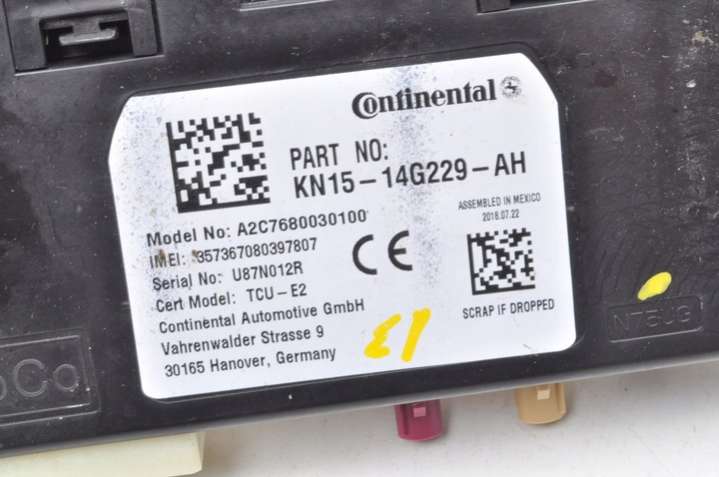 Continental
PART NO:
KN15-14G229-AH
Model No: A2C7680030100
IMEI: 357367080397807
Serial No: U87N012R
Cert Model: TCU-E2
Continental Automotive GmbH
Vahrenwalder Strasse 9
30165 Hanover, Germany
ASSEMBLED IN MEXICO
2018.07.22
SCRAP IF DROPPED
E1